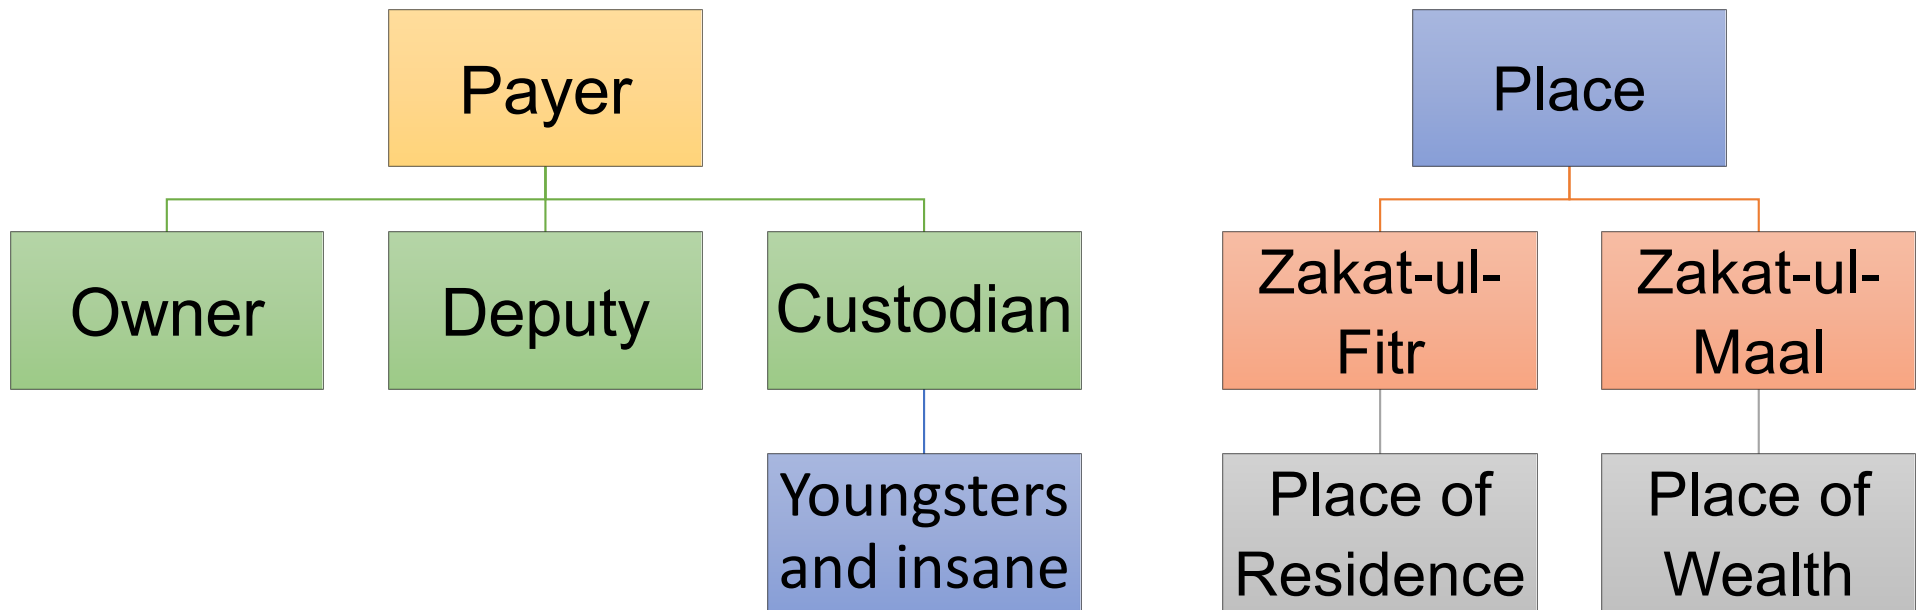 Payer
Place
Owner
Deputy
Custodian
Zakat-ul-
Fitr
Zakat-ul-
Maal
Youngsters
and insane
Place of
Residence
Place of
Wealth